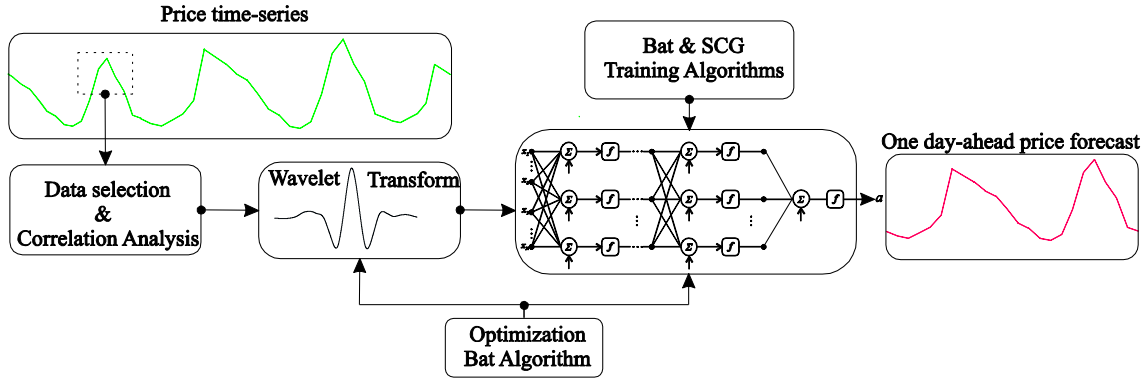 Price time-series
Bat & SCG
Training Algorithms
One day-ahead price forecast
Data selection
&
Correlation Analysis
Wavelet Transform
Σ f Σ f
Σ f Σ f Σ f a
Σ f Σ f
Optimization
Bat Algorithm